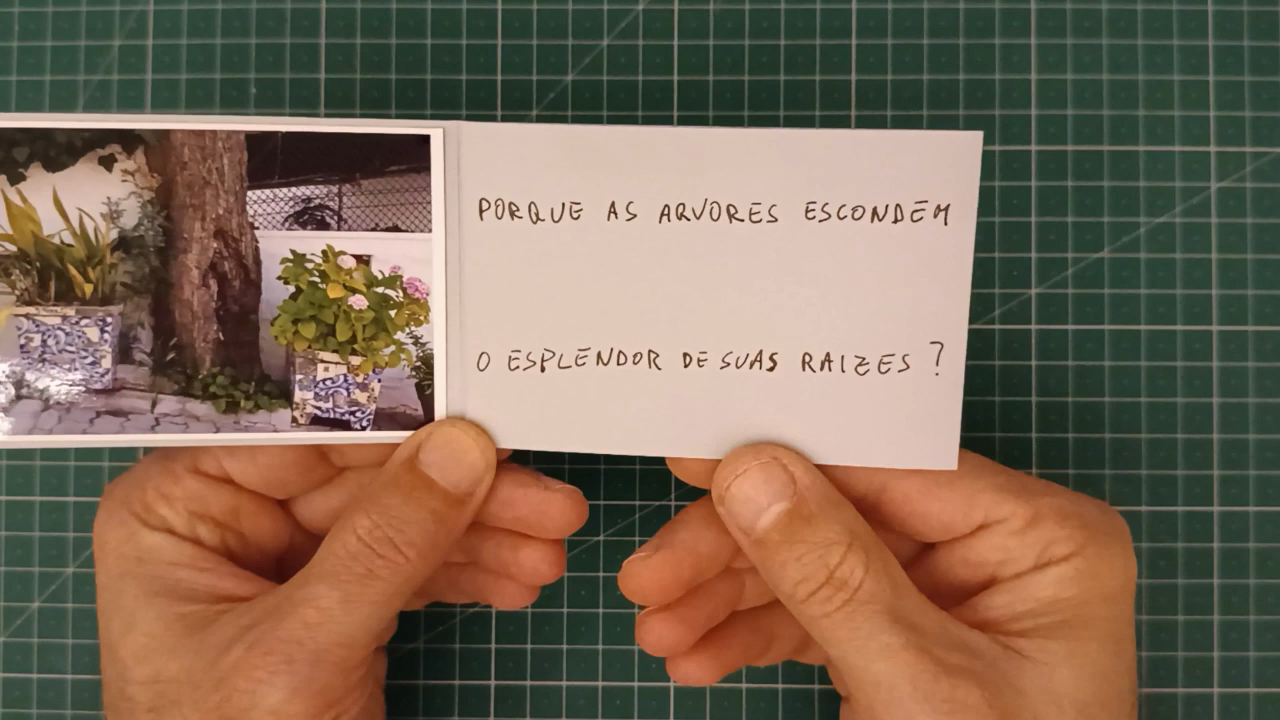 PORQUE AS ARVORES ESCONDEM
O ESPLENDOR DE SUAS RAIZES ?